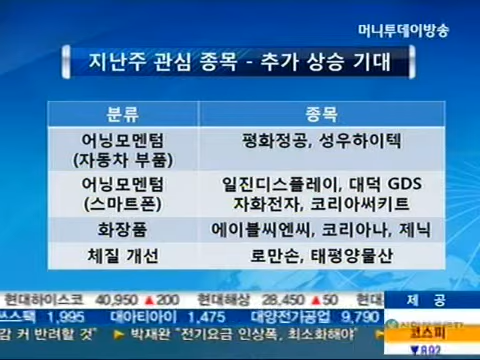 머니투데이방송
지난주 관심 종목 - 추가 상승 기대
분류 종목
어닝모멘텀
(자동차 부품)
평화정공, 성우하이텍
어닝모멘텀
(스마트폰)
일진디스플레이, 대덕 GDS
자화전자, 코리아써키트
화장품 에이블씨엔씨, 코리아나, 제닉
체질 개선 로만손, 태평양물산
현대하이스코 40,950 ▲200 현대해상 28,450 ▲50 현대
제 공
쓰스팩 1,995 대아티아이 1,475 대양전기공업 9,790
감 커 반려할 것" ▶ 박재완 "전기요금 인상폭, 최소화해야"
코스피
▼8.92